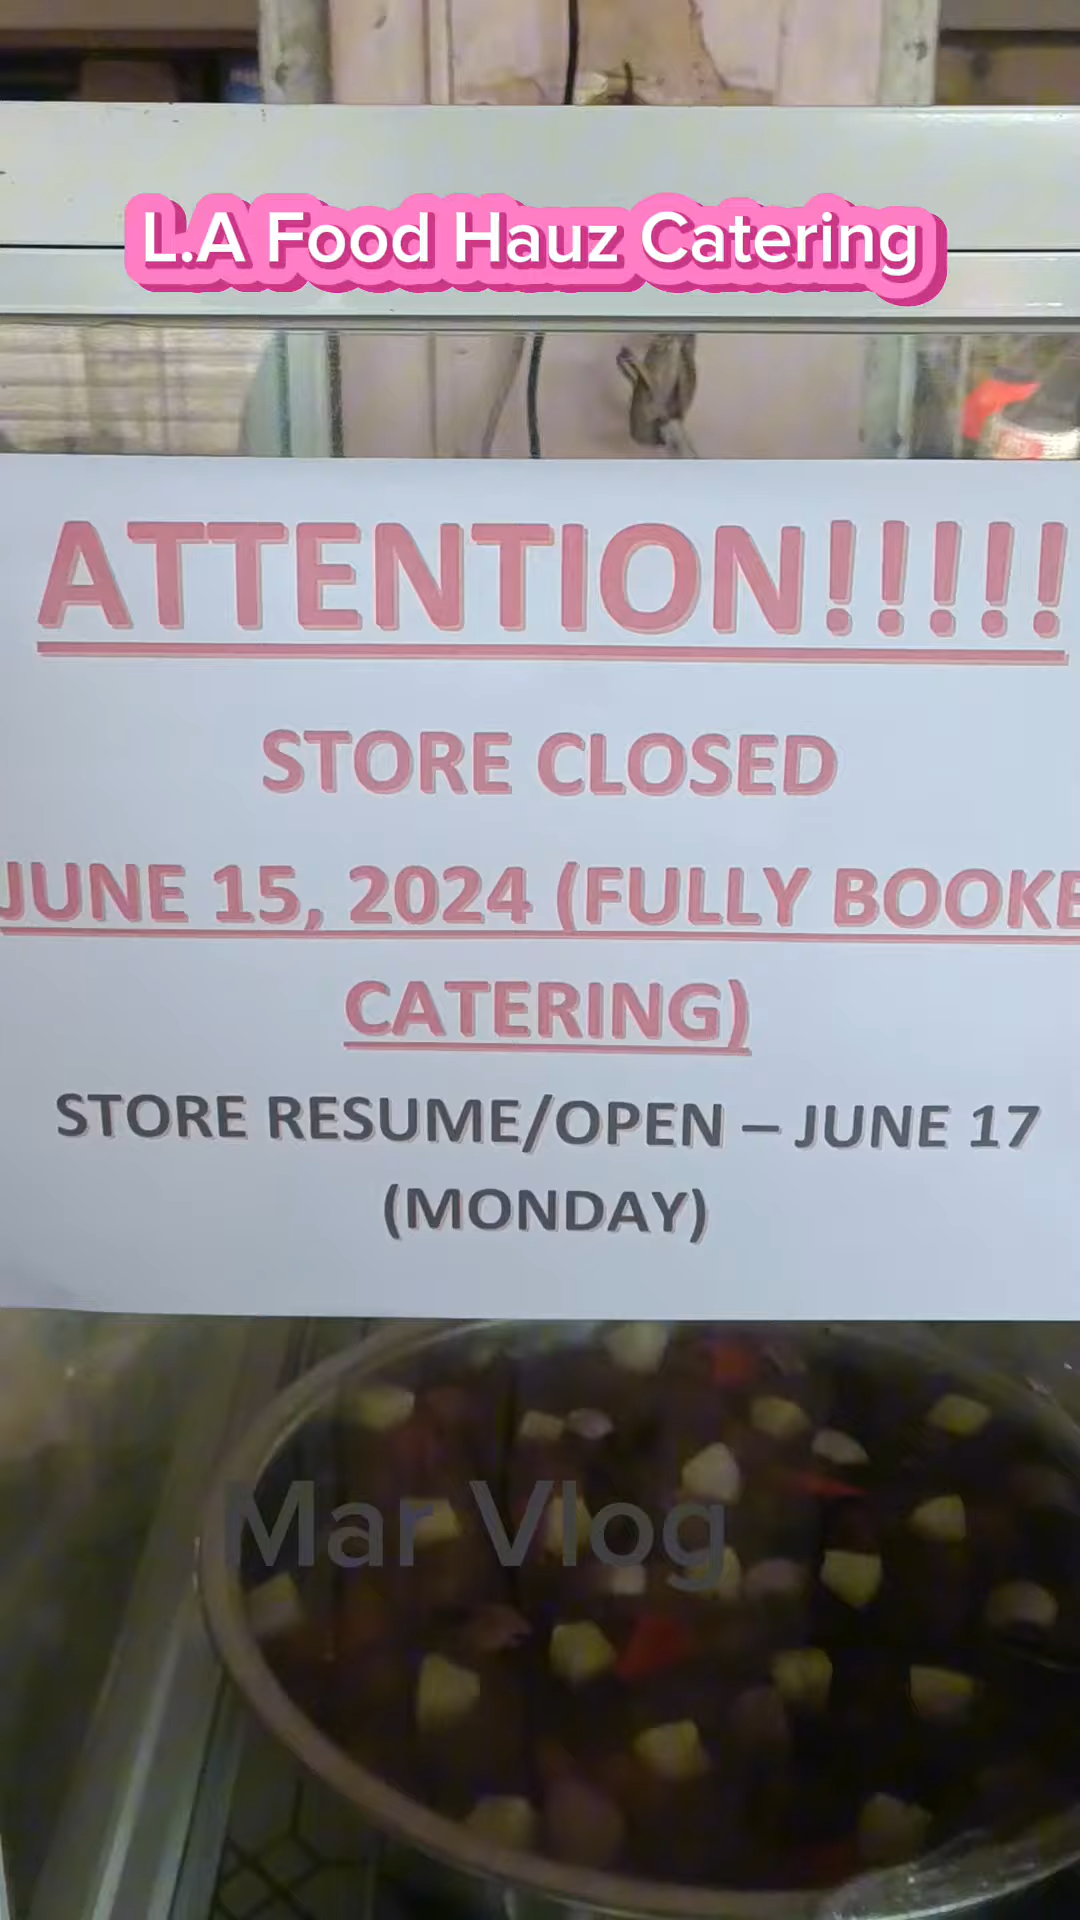 L.A Food Hauz Catering
ATTENTION!!!!!
STORE CLOSED
JUNE 15, 2024 (FULLY BOOKE
CATERING)
STORE RESUME/OPEN – JUNE 17
(MONDAY)
Mar Vlog